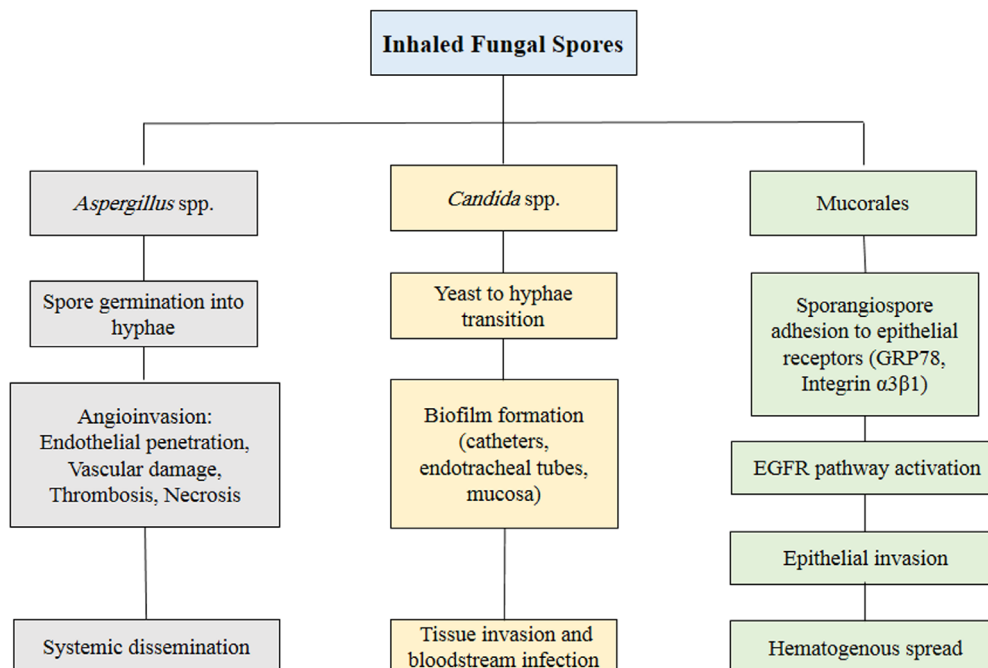 Inhaled Fungal Spores
Aspergillus spp.
Spore germination into
hyphae
Angioinvasion:
Endothelial penetration,
Vascular damage,
Thrombosis, Necrosis
Systemic dissemination
Candida spp.
Yeast to hyphae
transition
Biofilm formation
(catheters,
endotracheal tubes,
mucosa)
Tissue invasion and
bloodstream infection
Mucorales
Sporangiospore
adhesion to epithelial
receptors (GRP78,
Integrin α3β1)
EGFR pathway activation
Epithelial invasion
Hematogenous spread